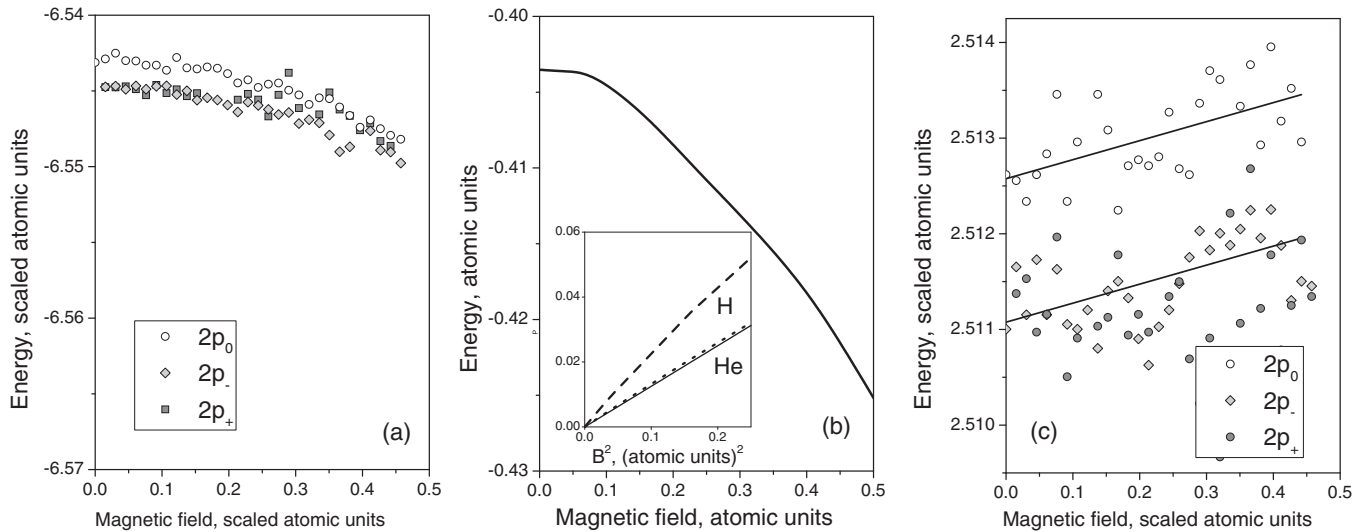 -6.54
-6.55
-6.56
-6.57
Energy, scaled atomic units
2p0
2p-
2p+
(a)
0.0 0.1 0.2 0.3 0.4 0.5
Magnetic field, scaled atomic units
-0.40
-0.41
-0.42
-0.43
Energy, atomic units
0.06
0.04
0.02
0.00
P
H
He
0.0 0.1 0.2
B², (atomic units)²
(b)
0.0 0.1 0.2 0.3 0.4 0.5
Magnetic field, atomic units
2.514
2.513
2.512
2.511
2.510
Energy, scaled atomic units
2p0
2p-
2p+
(c)
0.0 0.1 0.2 0.3 0.4 0.5
Magnetic field, scaled atomic units